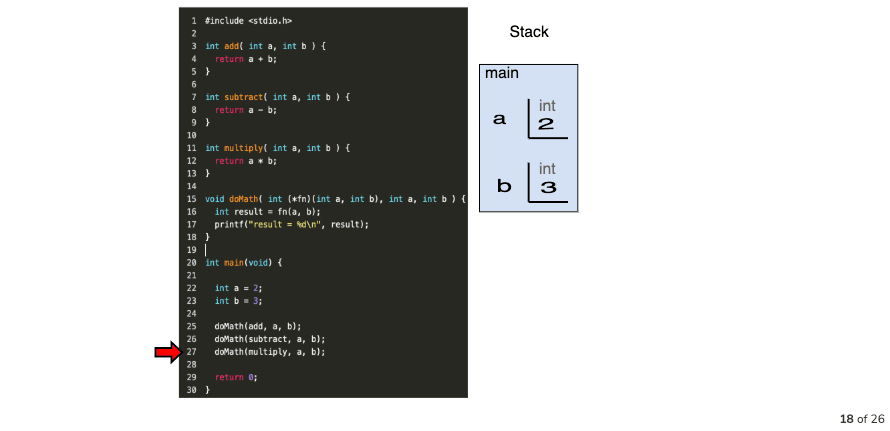 1 #include <stdio.h>
2
3 int add( int a, int b ) {
4 return a + b;
5 }
6
7 int subtract( int a, int b ) {
8 return a - b;
9 }
10
11 int multiply( int a, int b ) {
12 return a * b;
13 }
14
15 void doMath( int (*fn)(int a, int b), int a, int b ) {
16 int result = fn(a, b);
17 printf("result = %d\n", result);
18 }
19
20 int main(void) {
21
22 int a = 2;
23 int b = 3;
24
25 doMath(add, a, b);
26 doMath(subtract, a, b);
27 doMath(multiply, a, b);
28
29 return 0;
30 }
Stack
main
int
a 2
int
b 3
18 of 26